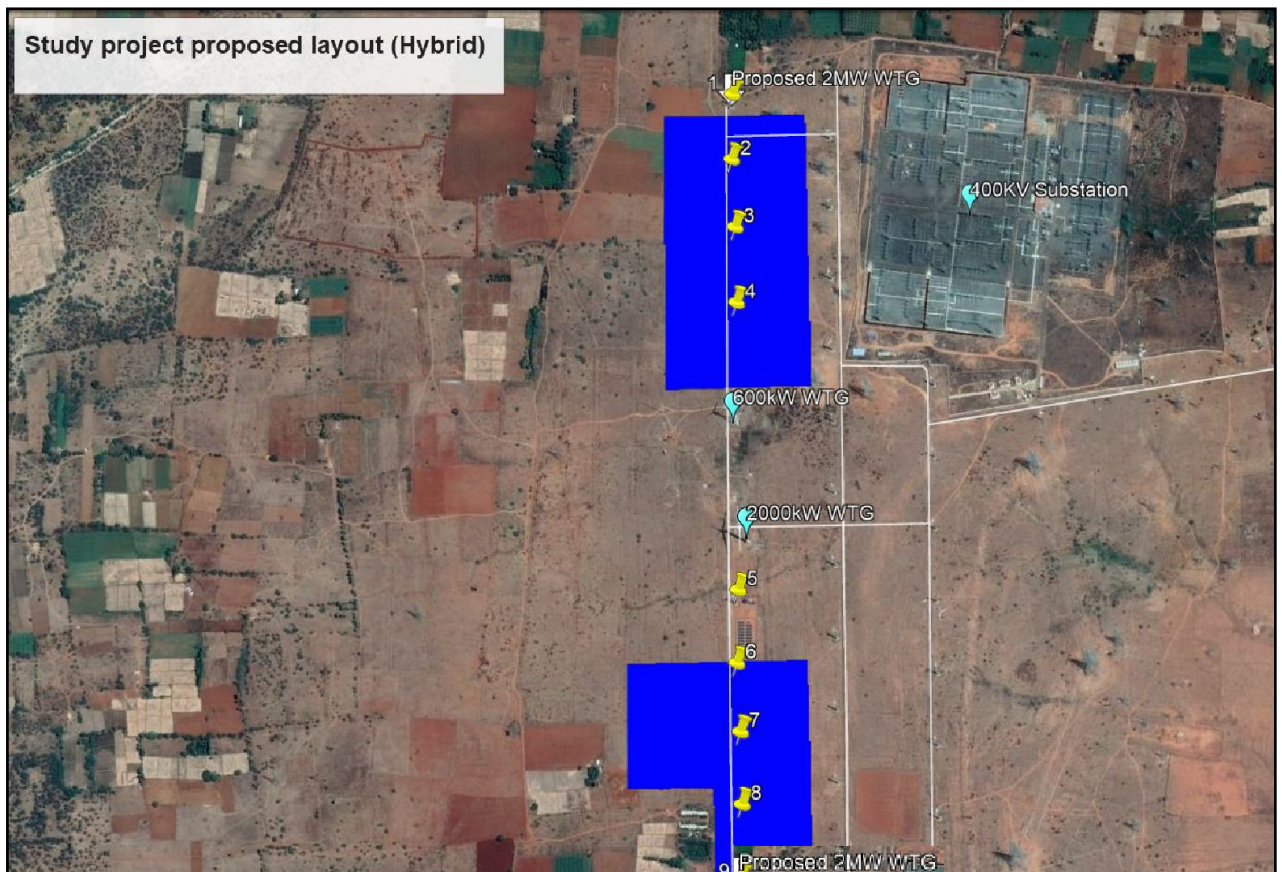 Study project proposed layout (Hybrid)
1 Proposed 2MW WTG
2
400KV Substation
3
4
600kW WTG
2000kW WTG
5
6
7
8
9 Proposed 2MW WTG